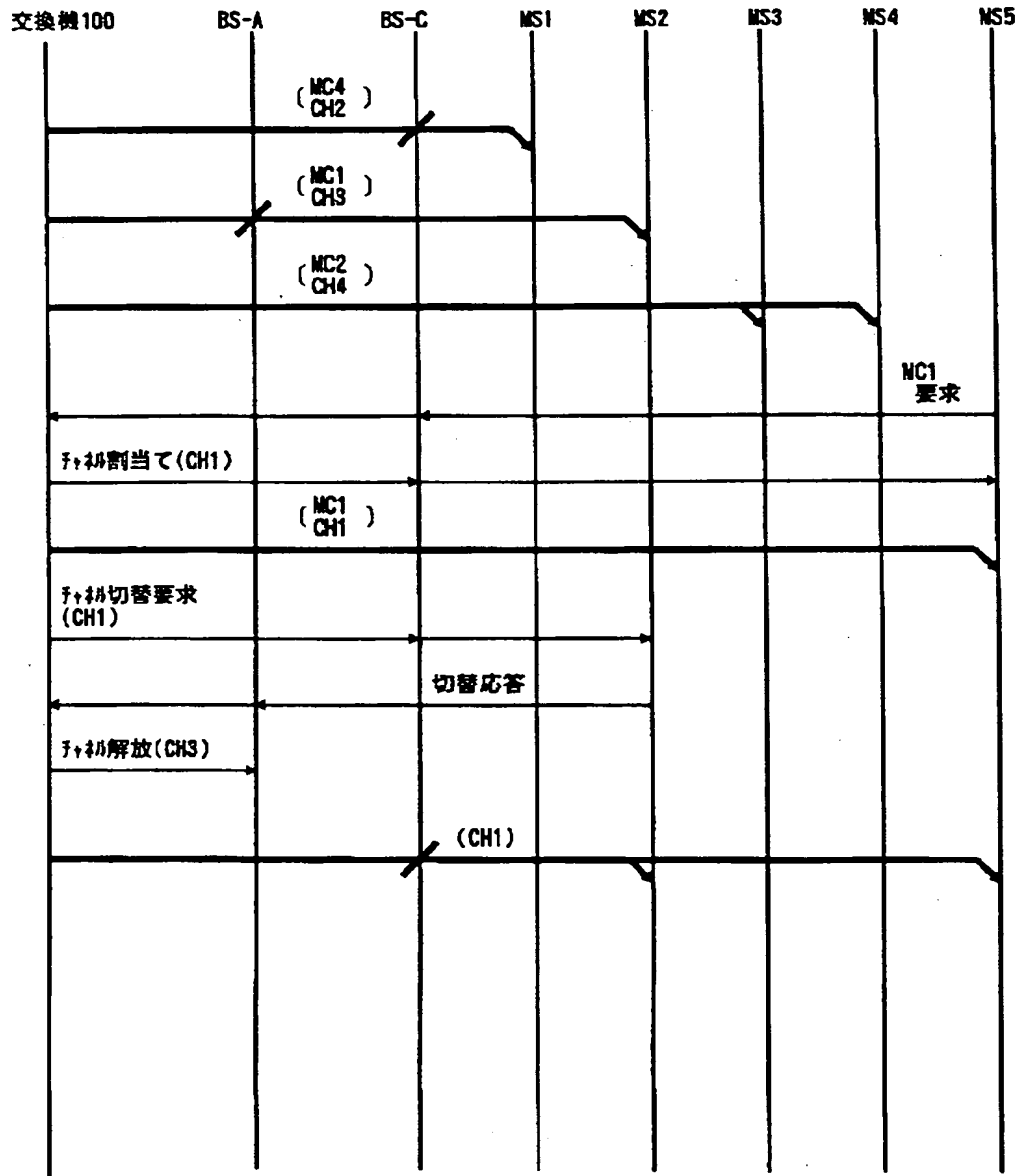 交換機100 BS-A BS-C MS1 MS2 MS3 MS4 MS5
(MC4
CH2)
(MC1
CH3)
(MC2
CH4)
MC1
要求
ﾁｬﾈﾙ割当て(CH1)
(MC1
CH1)
ﾁｬﾈﾙ切替要求
(CH1)
切替応答
ﾁｬﾈﾙ解放(CH3)
(CH1)